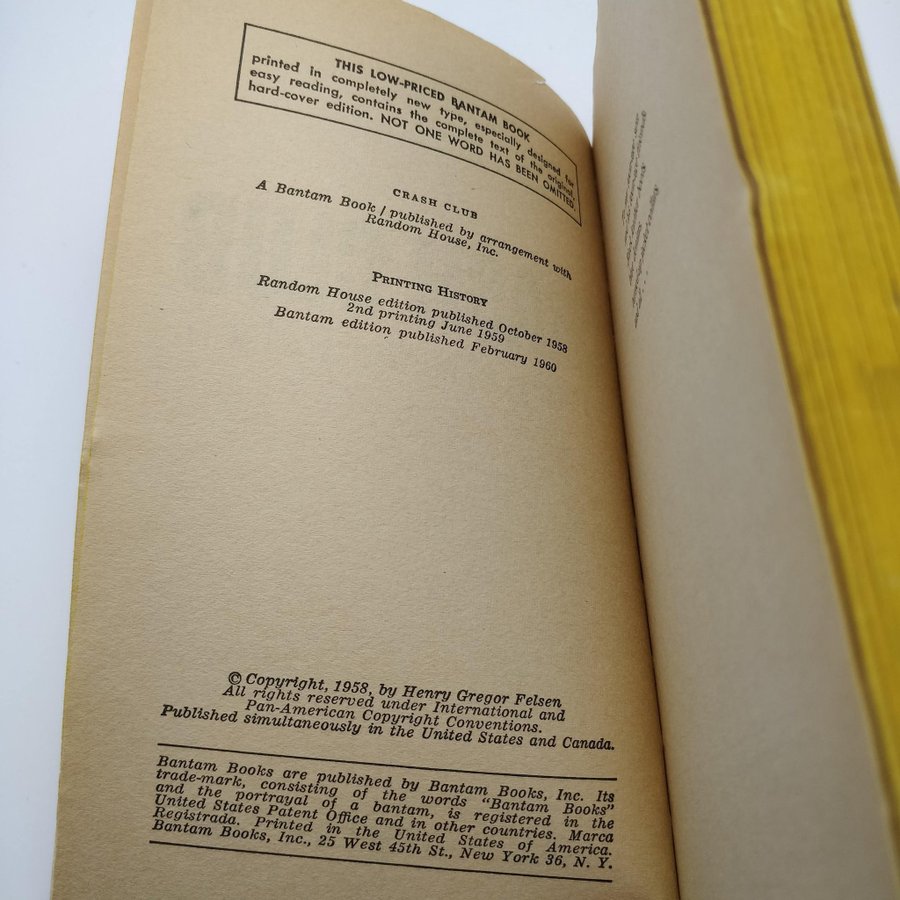 THIS LOW-PRICED BANTAM BOOK
printed in completely new type, especially designed for
easy reading, contains the complete text of the original,
hard-cover edition. NOT ONE WORD HAS BEEN OMITTED.
CRASH CLUB
A Bantam Book / published by arrangement with
Random House, Inc.
PRINTING HISTORY
Random House edition published October 1958
2nd printing June 1959
Bantam edition published February 1960
© Copyright, 1958, by Henry Gregor Felsen
All rights reserved under International and
Pan-American Copyright Conventions.
Published simultaneously in the United States and Canada.
Bantam Books are published by Bantam Books, Inc. Its
trade-mark, consisting of the words "Bantam Books"
and the portrayal of a bantam, is registered in the
United States Patent Office and in other countries. Marca
Registrada. Printed in the United States of America.
Bantam Books, Inc., 25 West 45th St., New York 36, N. Y.